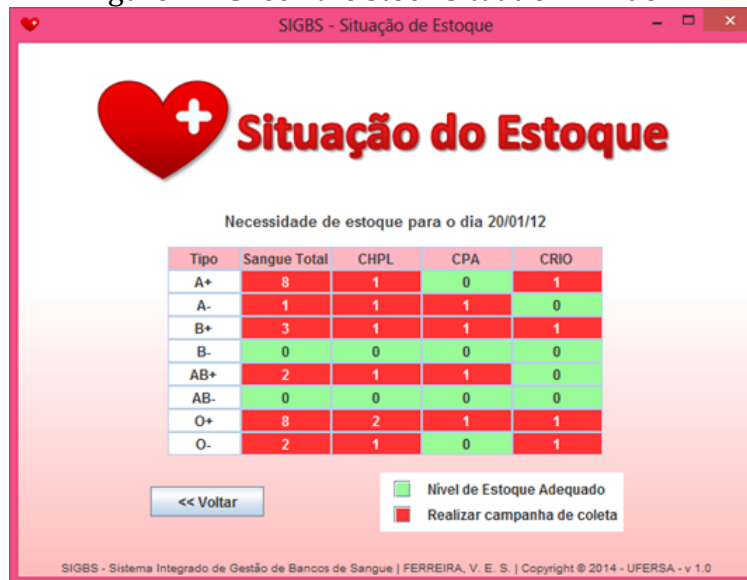 SIGBS - Situação de Estoque
Situação do Estoque
Necessidade de estoque para o dia 20/01/12
Tipo Sangue Total CHPL CPA CRIO
A+ 8 1 0 1
A- 1 1 1 0
B+ 3 1 1 1
B- 0 0 0 0
AB+ 2 1 1 0
AB- 0 0 0 0
O+ 8 2 1 1
O- 2 1 0 1
<< Voltar
Nível de Estoque Adequado
Realizar campanha de coleta
SIGBS - Sistema Integrado de Gestão de Bancos de Sangue | FERREIRA, V. E. S. | Copyright © 2014 - UFERSA - v 1.0